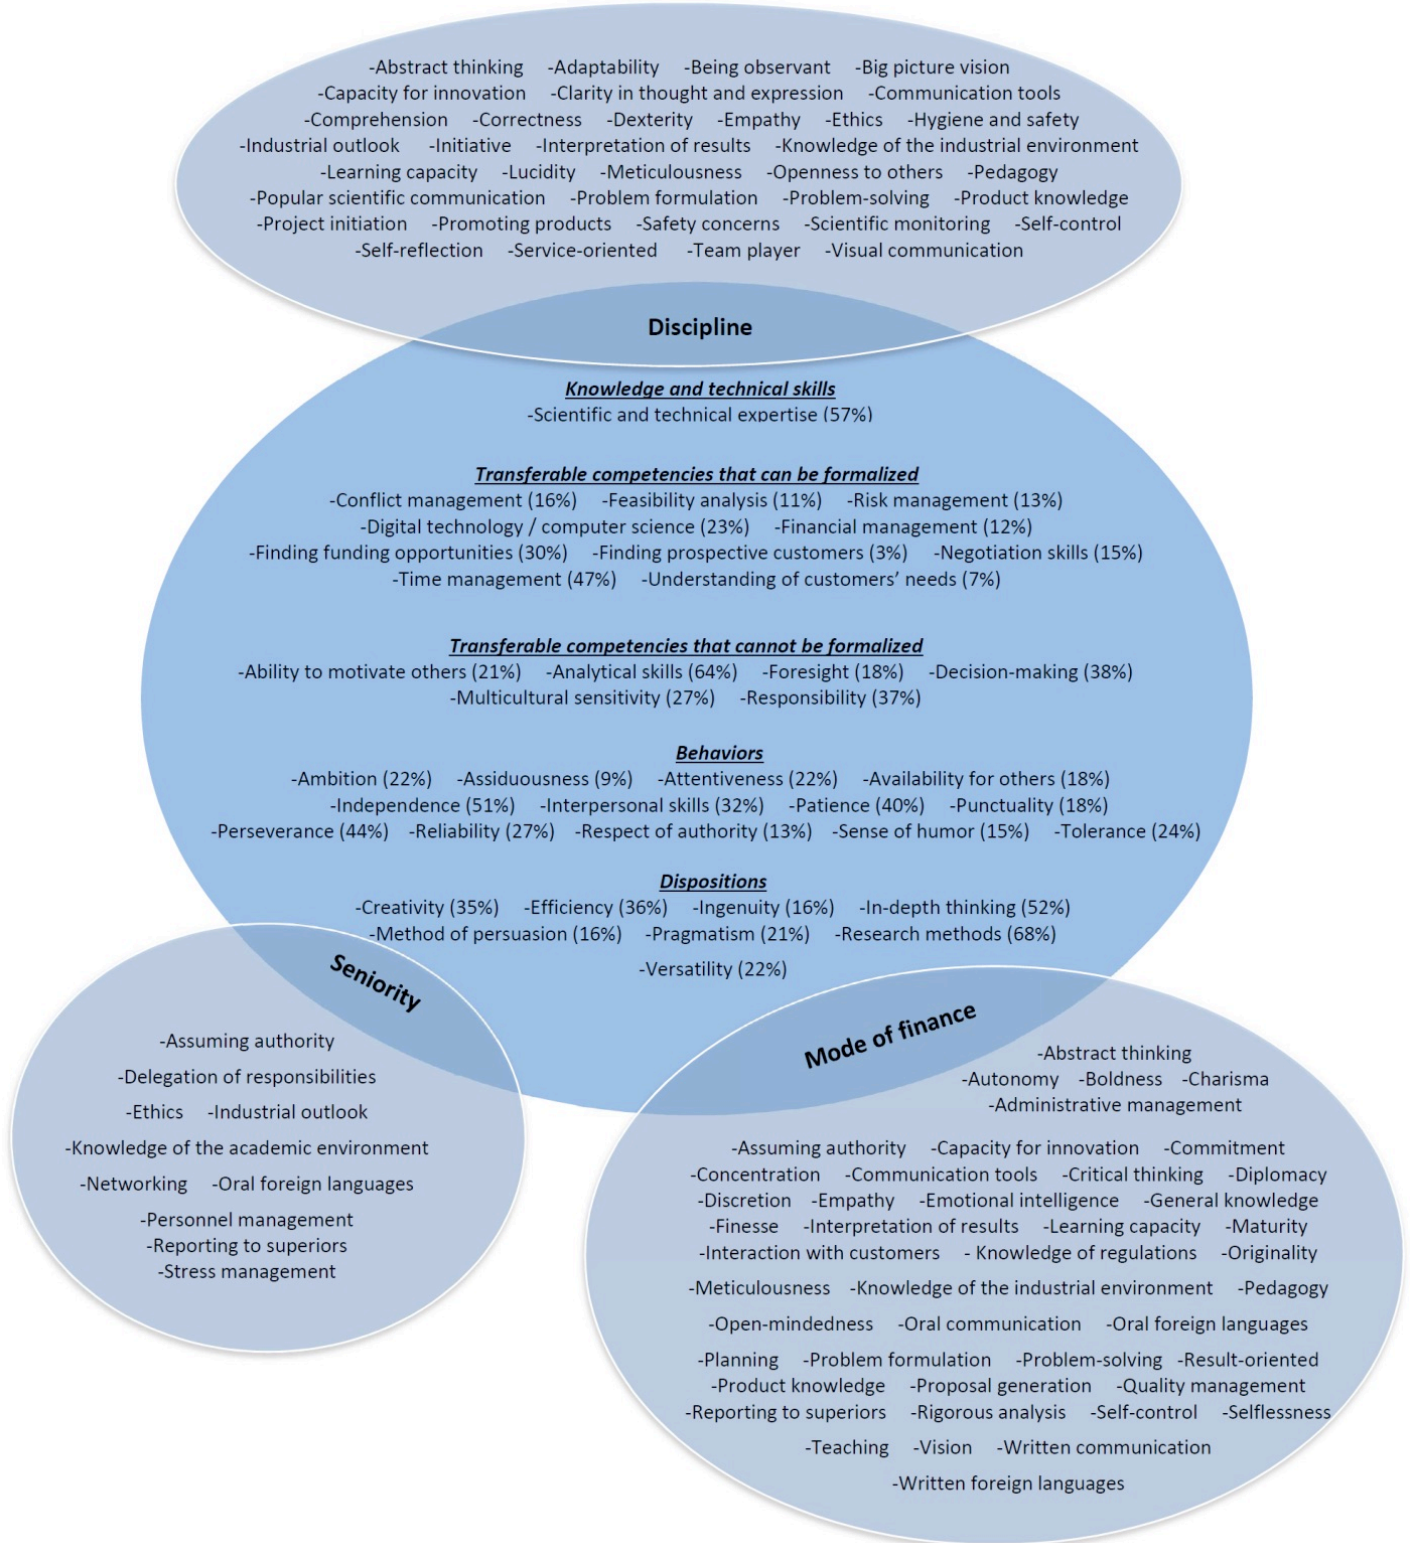 -Abstract thinking -Adaptability -Being observant -Big picture vision
-Capacity for innovation -Clarity in thought and expression -Communication tools
-Comprehension -Correctness -Dexterity -Empathy -Ethics -Hygiene and safety
-Industrial outlook -Initiative -Interpretation of results -Knowledge of the industrial environment
-Learning capacity -Lucidity -Meticulousness -Openness to others -Pedagogy
-Popular scientific communication -Problem formulation -Problem-solving -Product knowledge
-Project initiation -Promoting products -Safety concerns -Scientific monitoring -Self-control
-Self-reflection -Service-oriented -Team player -Visual communication
Discipline
Knowledge and technical skills
-Scientific and technical expertise (57%)
Transferable competencies that can be formalized
-Conflict management (16%) -Feasibility analysis (11%) -Risk management (13%)
-Digital technology / computer science (23%) -Financial management (12%)
-Finding funding opportunities (30%) -Finding prospective customers (3%) -Negotiation skills (15%)
-Time management (47%) -Understanding of customers’ needs (7%)
Transferable competencies that cannot be formalized
-Ability to motivate others (21%) -Analytical skills (64%) -Foresight (18%) -Decision-making (38%)
-Multicultural sensitivity (27%) -Responsibility (37%)
Behaviors
-Ambition (22%) -Assiduousness (9%) -Attentiveness (22%) -Availability for others (18%)
-Independence (51%) -Interpersonal skills (32%) -Patience (40%) -Punctuality (18%)
-Perseverance (44%) -Reliability (27%) -Respect of authority (13%) -Sense of humor (15%) -Tolerance (24%)
Dispositions
-Creativity (35%) -Efficiency (36%) -Ingenuity (16%) -In-depth thinking (52%)
-Method of persuasion (16%) -Pragmatism (21%) -Research methods (68%)
-Versatility (22%)
Seniority
-Assuming authority
-Delegation of responsibilities
-Ethics -Industrial outlook
-Knowledge of the academic environment
-Networking -Oral foreign languages
-Personnel management
-Reporting to superiors
-Stress management
Mode of finance
-Abstract thinking
-Autonomy -Boldness -Charisma
-Administrative management
-Assuming authority -Capacity for innovation -Commitment
-Concentration -Communication tools -Critical thinking -Diplomacy
-Discretion -Empathy -Emotional intelligence -General knowledge
-Finesse -Interpretation of results -Learning capacity -Maturity
-Interaction with customers - Knowledge of regulations -Originality
-Meticulousness -Knowledge of the industrial environment -Pedagogy
-Open-mindedness -Oral communication -Oral foreign languages
-Planning -Problem formulation -Problem-solving -Result-oriented
-Product knowledge -Proposal generation -Quality management
-Reporting to superiors -Rigorous analysis -Self-control -Selflessness
-Teaching -Vision -Written communication
-Written foreign languages